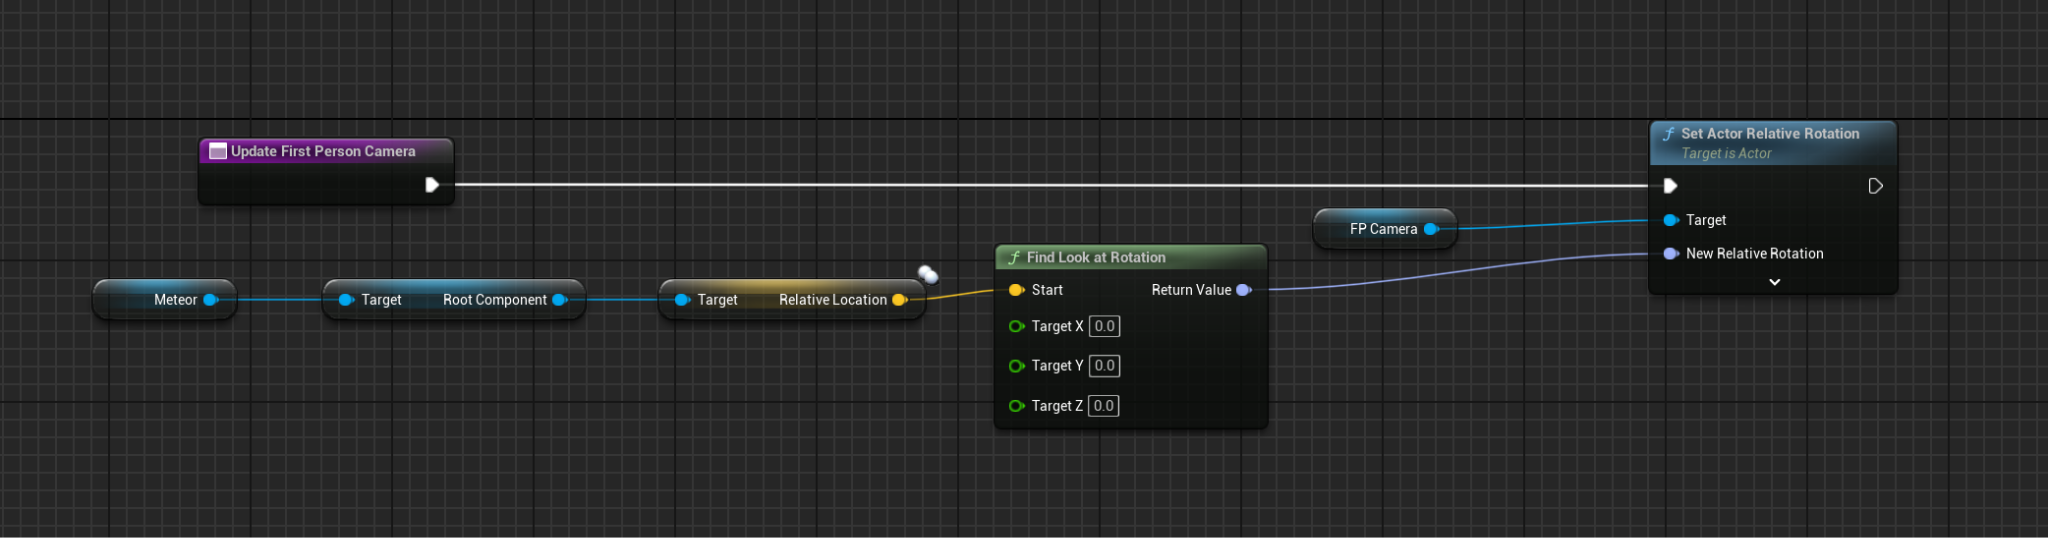 Update First Person Camera
Set Actor Relative Rotation
Target is Actor
Target
New Relative Rotation
FP Camera
Meteor
Target Root Component
Target Relative Location
Find Look at Rotation
Start Return Value
Target X 0.0
Target Y 0.0
Target Z 0.0